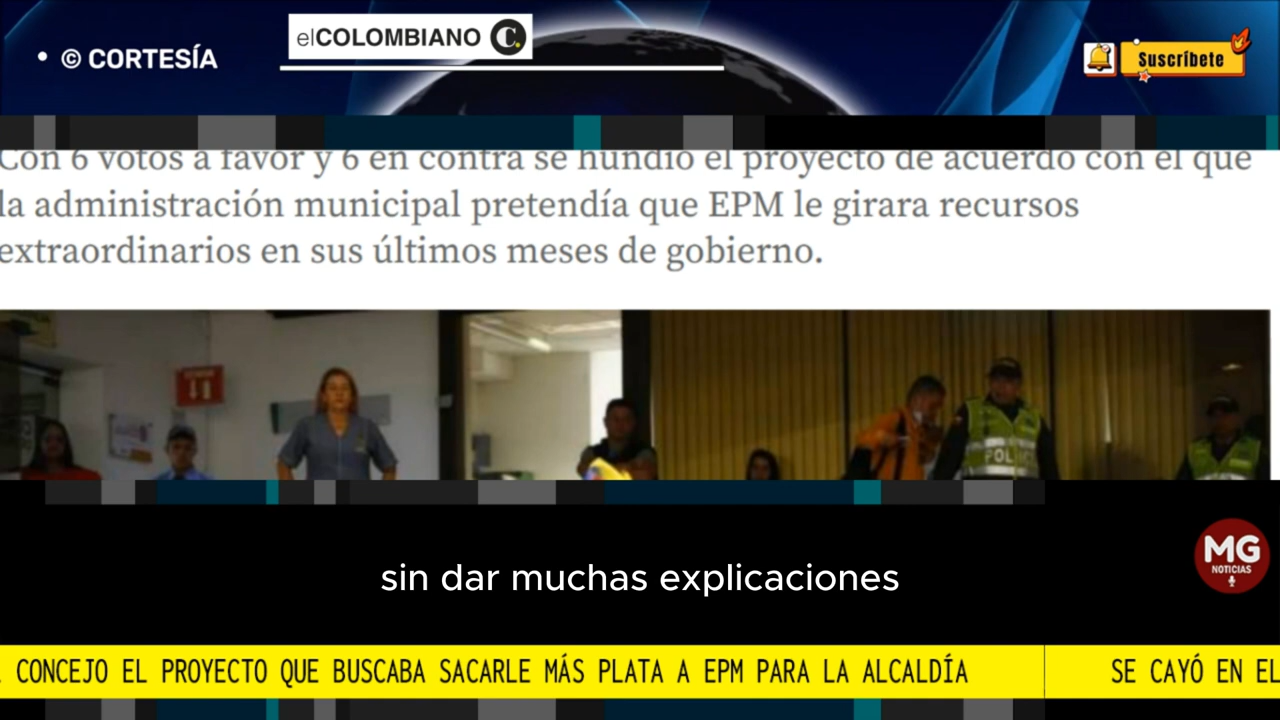 elCOLOMBIANO C.
• © CORTESÍA
Suscríbete
Con 6 votos a favor y 6 en contra se hundió el proyecto de acuerdo con el que
la administración municipal pretendía que EPM le girara recursos
extraordinarios en sus últimos meses de gobierno.
sin dar muchas explicaciones
MG
NOTICIAS
CONCEJO EL PROYECTO QUE BUSCABA SACARLE MÁS PLATA A EPM PARA LA ALCALDÍA SE CAYÓ EN EL